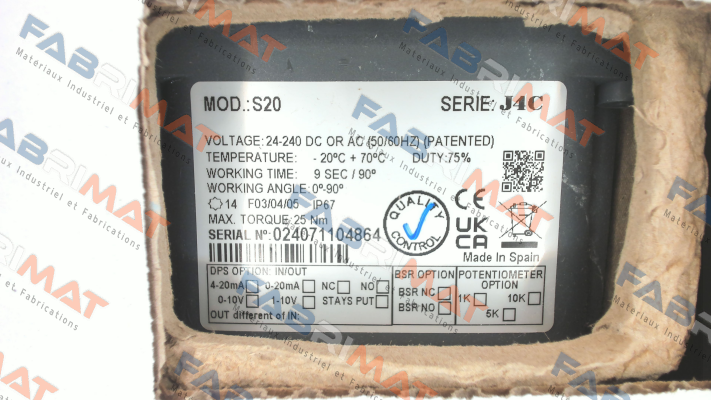 MOD.:S20 SERIE: J4C
VOLTAGE: 24-240 DC OR AC (50/60HZ) (PATENTED)
TEMPERATURE: - 20ºC + 70ºC DUTY:75%
WORKING TIME: 9 SEC / 90º
WORKING ANGLE: 0º-90º
14 F03/04/05 IP67
MAX. TORQUE: 25 Nm
SERIAL Nº: 024071104864
QUALITY CONTROL
CE
UK
CA
Made In Spain
DPS OPTION: IN/OUT
4-20mA 0-20mA NC NO
0-10V 1-10V STAYS PUT
OUT different of IN:
BSR OPTION
BSR NC
BSR NO
POTENTIOMETER
OPTION
1K 10K
5K
FABRIMAT
Materiaux Industriel et Fabrications